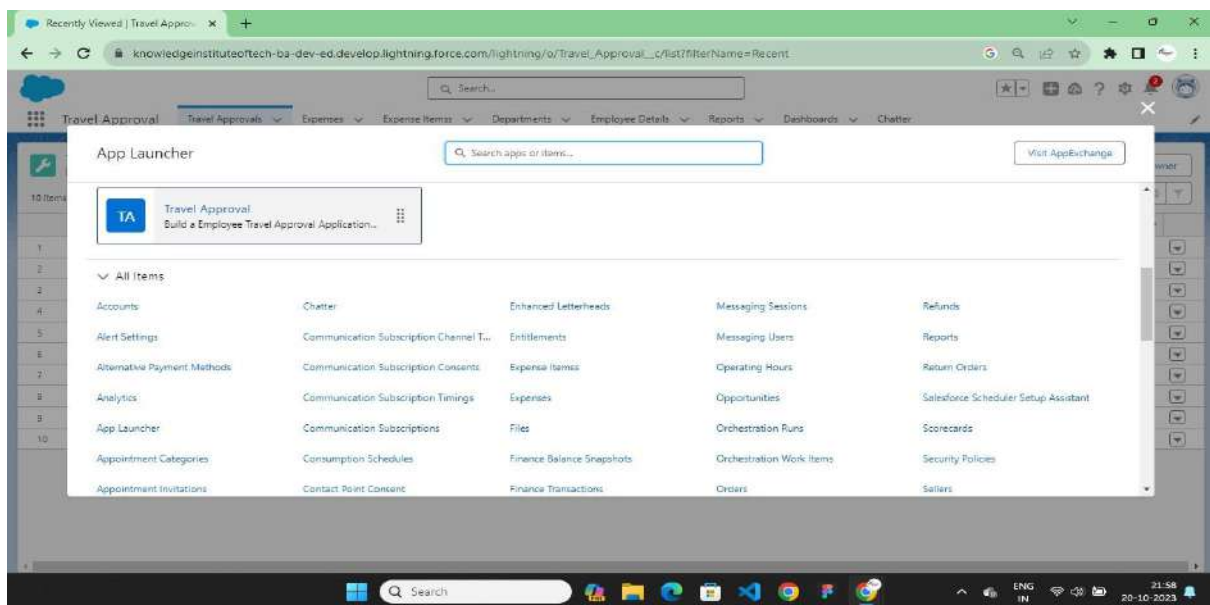 Recently Viewed | Travel Approv
knowledgeinstituteoftech-ba-dev-ed.develop.lightning.force.com/lightning/o/Travel_Approval__c/list?filterName=Recent
Search...
Travel Approval Travel Approvals Expenses Expense Itemss Departments Employee Details Reports Dashboards Chatter
App Launcher Search apps or items... Visit AppExchange
10 items
TA Travel Approval
Build a Employee Travel Approval Application...
All Items
Accounts Chatter Enhanced Letterheads Messaging Sessions Refunds
Alert Settings Communication Subscription Channel T... Entitlements Messaging Users Reports
Alternative Payment Methods Communication Subscription Consents Expense Itemss Operating Hours Return Orders
Analytics Communication Subscription Timings Expenses Opportunities Salesforce Scheduler Setup Assistant
App Launcher Communication Subscriptions Files Orchestration Runs Scorecards
Appointment Categories Consumption Schedules Finance Balance Snapshots Orchestration Work Items Security Policies
Appointment Invitations Contact Point Consent Finance Transactions Orders Sellers
1
2
3
4
5
6
7
8
9
10
Search
ENG 21:58
IN 20-10-2023